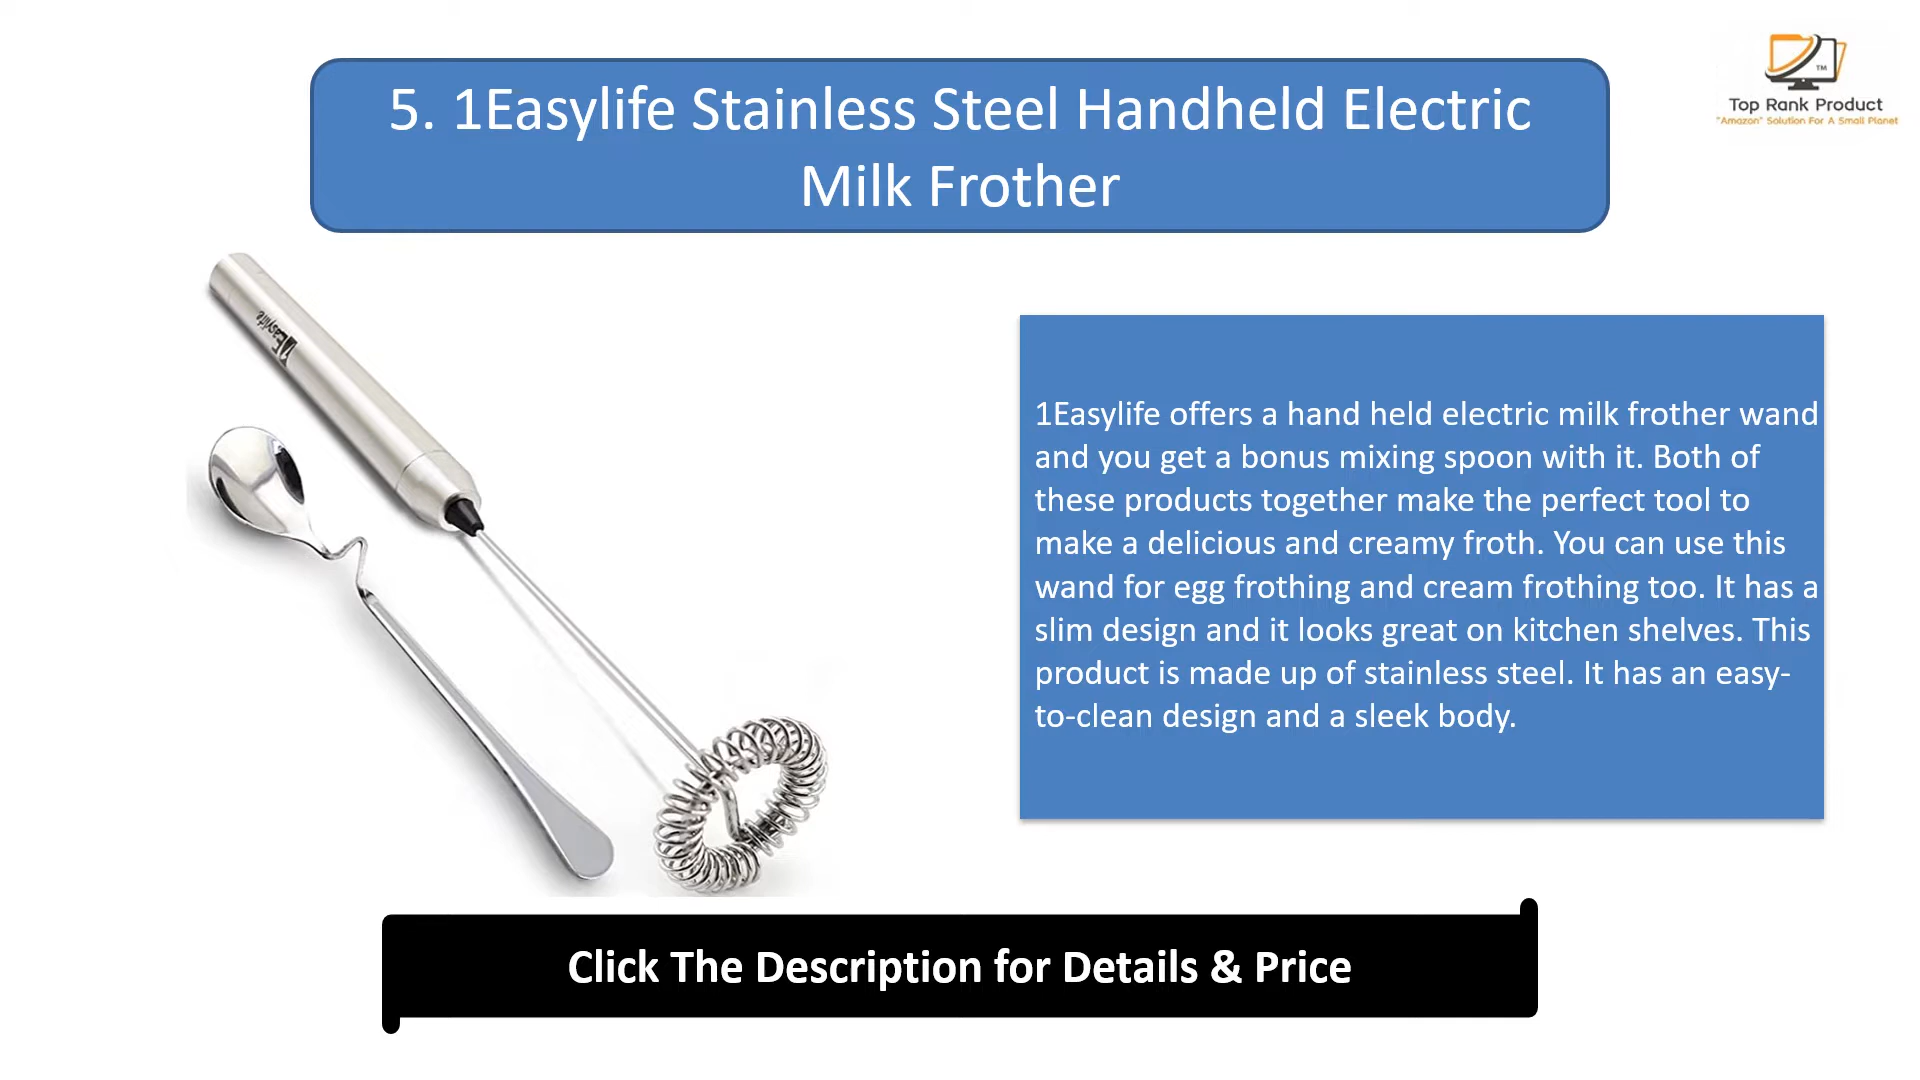 5. 1Easylife Stainless Steel Handheld Electric
Milk Frother
TM
Top Rank Product
"Amazon" Solution For A Small Planet
1Easylife
1Easylife offers a hand held electric milk frother wand
and you get a bonus mixing spoon with it. Both of
these products together make the perfect tool to
make a delicious and creamy froth. You can use this
wand for egg frothing and cream frothing too. It has a
slim design and it looks great on kitchen shelves. This
product is made up of stainless steel. It has an easy-
to-clean design and a sleek body.
Click The Description for Details & Price